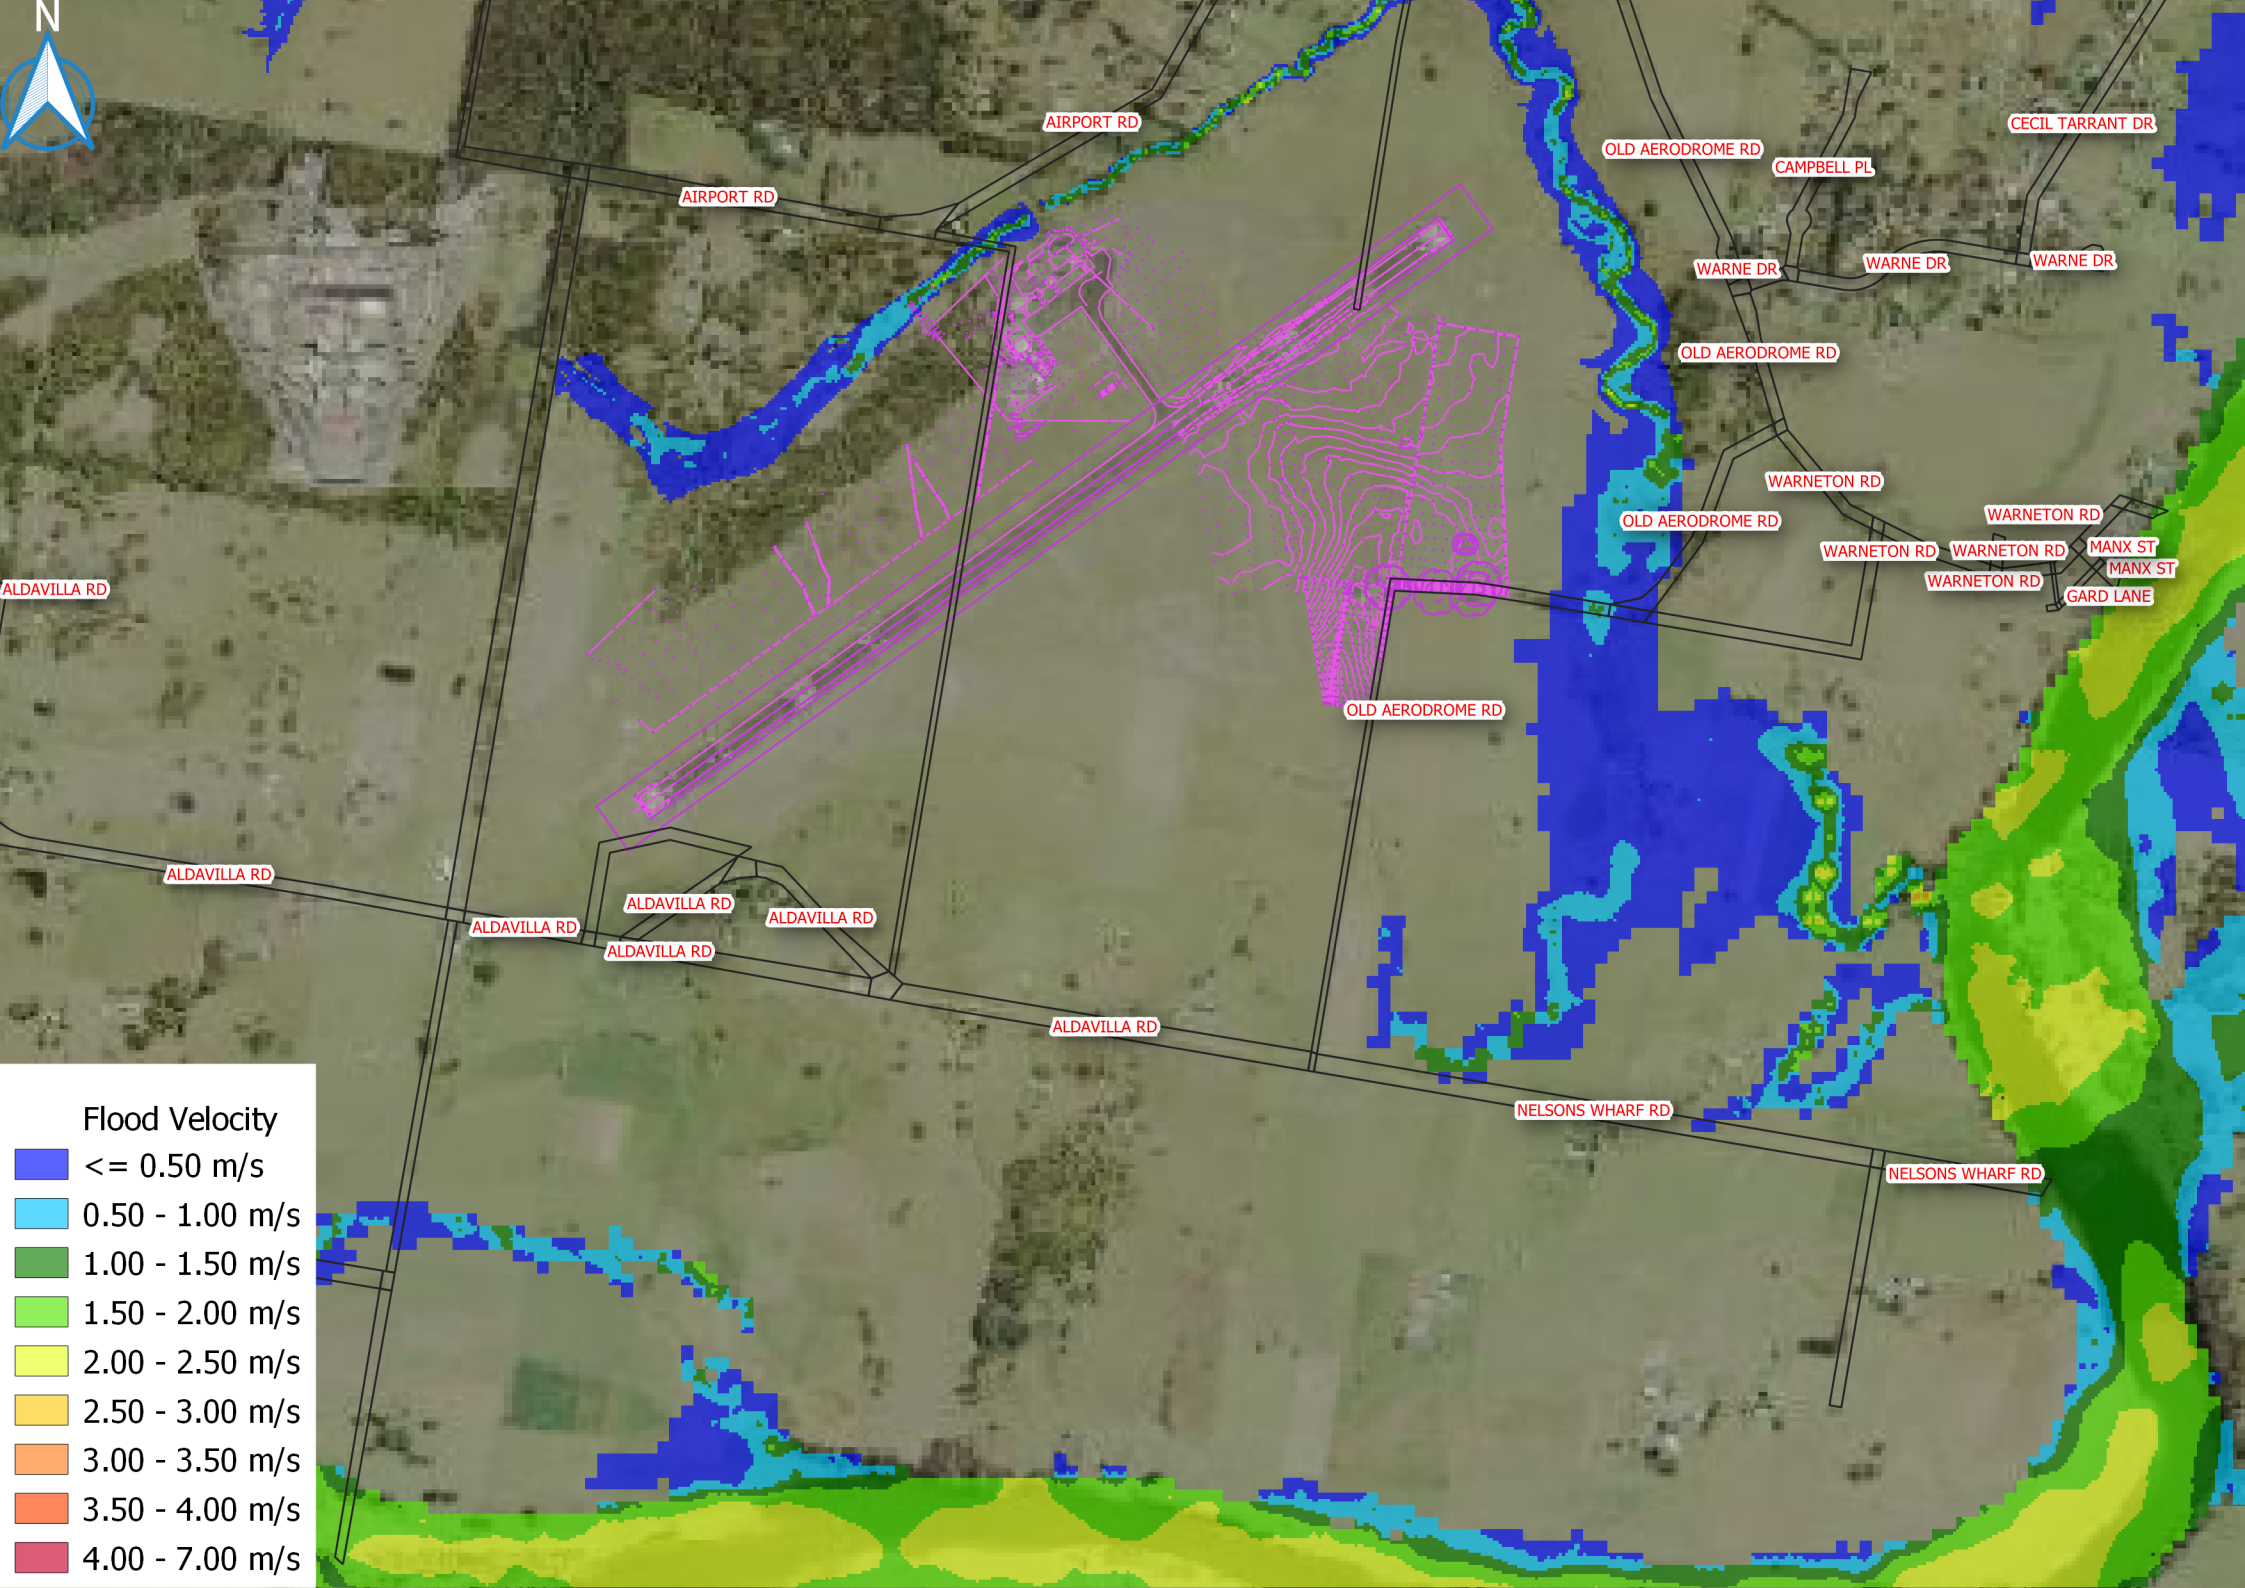 N
AIRPORT RD
CECIL TARRANT DR
OLD AERODROME RD
CAMPBELL PL
AIRPORT RD
WARNE DR
WARNE DR
WARNE DR
OLD AERODROME RD
WARNETON RD
WARNETON RD
OLD AERODROME RD
WARNETON RD
WARNETON RD
MANX ST
MANX ST
WARNETON RD
ALDAVILLA RD
GARD LANE
OLD AERODROME RD
ALDAVILLA RD
ALDAVILLA RD
ALDAVILLA RD
ALDAVILLA RD
ALDAVILLA RD
ALDAVILLA RD
NELSONS WHARF RD
NELSONS WHARF RD
Flood Velocity
<= 0.50 m/s
0.50 - 1.00 m/s
1.00 - 1.50 m/s
1.50 - 2.00 m/s
2.00 - 2.50 m/s
2.50 - 3.00 m/s
3.00 - 3.50 m/s
3.50 - 4.00 m/s
4.00 - 7.00 m/s